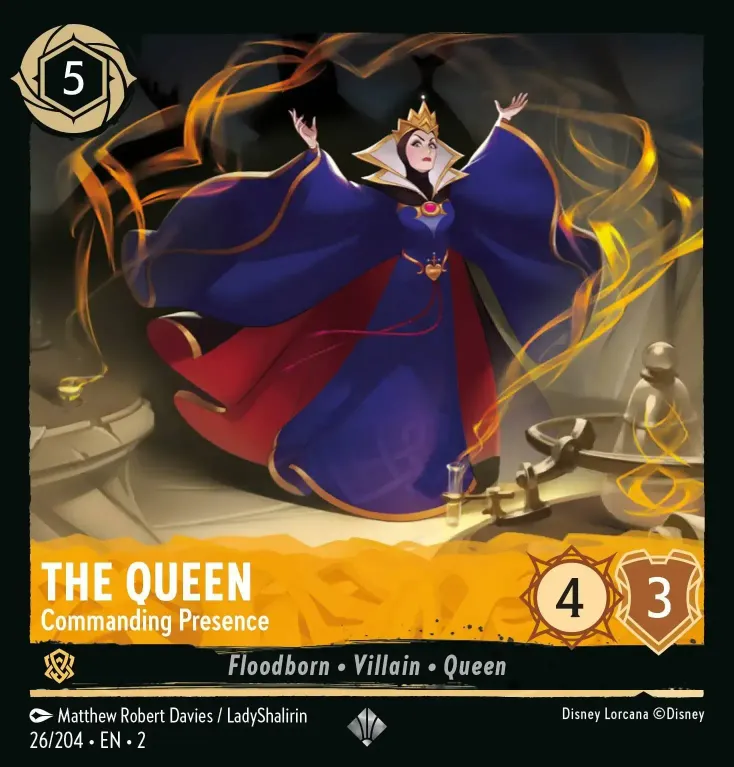 5
THE QUEEN
Commanding Presence
4
3
Floodborn • Villain • Queen
Matthew Robert Davies / LadyShalirin
Disney Lorcana ©Disney
26/204 • EN • 2